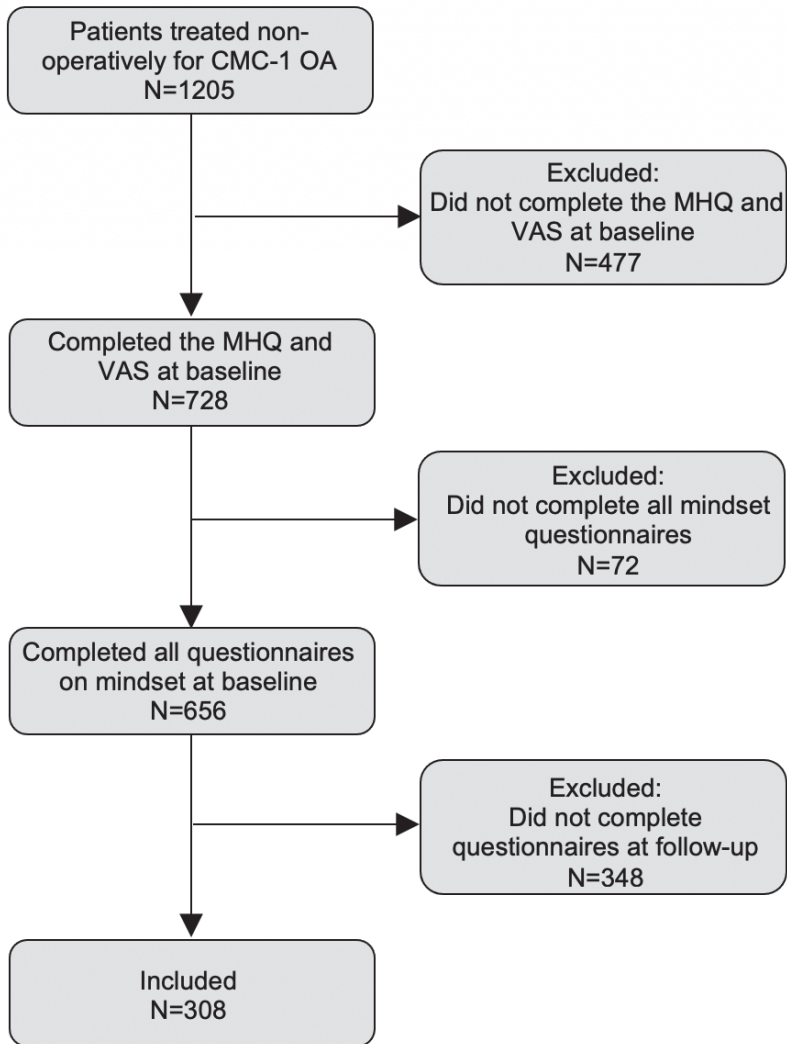 Patients treated non-
operatively for CMC-1 OA
N=1205
Excluded:
Did not complete the MHQ and
VAS at baseline
N=477
Completed the MHQ and
VAS at baseline
N=728
Excluded:
Did not complete all mindset
questionnaires
N=72
Completed all questionnaires
on mindset at baseline
N=656
Excluded:
Did not complete
questionnaires at follow-up
N=348
Included
N=308